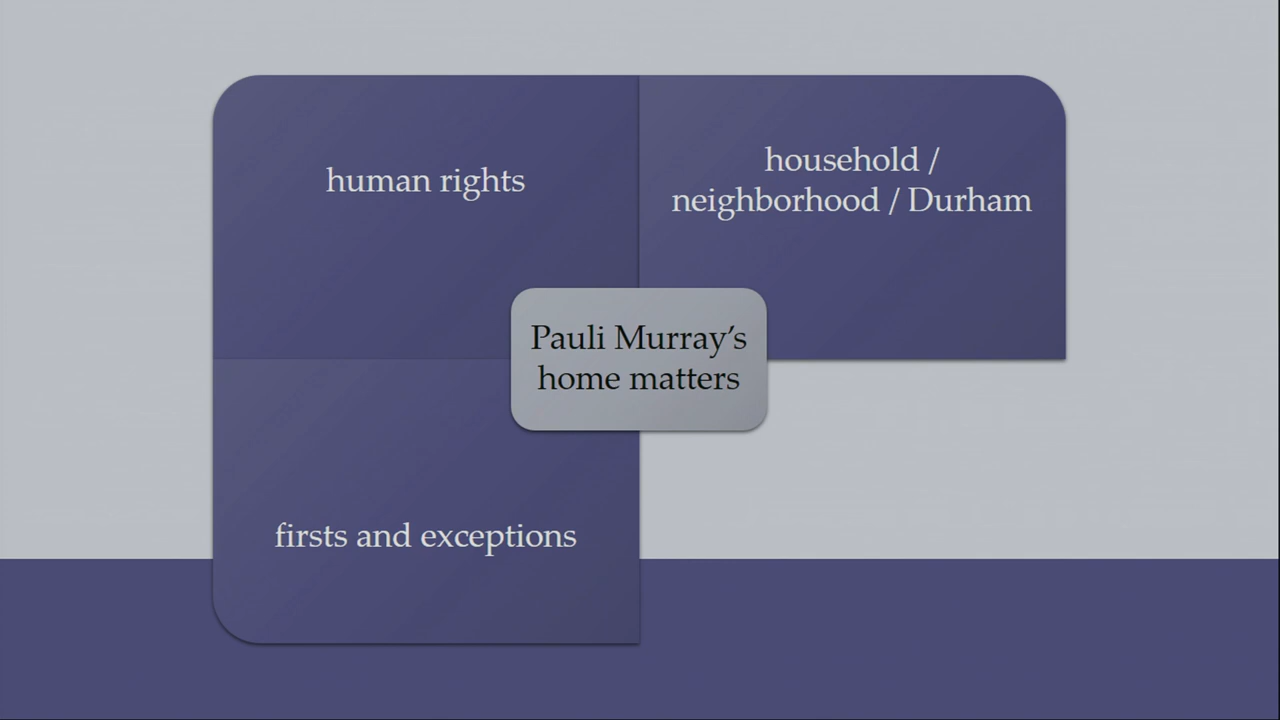 human rights
household /
neighborhood / Durham
Pauli Murray’s
home matters
firsts and exceptions